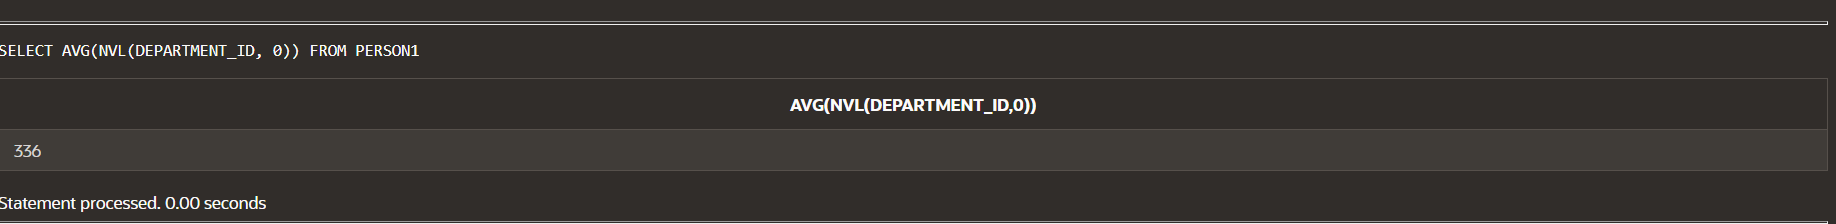 SELECT AVG(NVL(DEPARTMENT_ID, 0)) FROM PERSON1
AVG(NVL(DEPARTMENT_ID,0))
336
Statement processed. 0.00 seconds